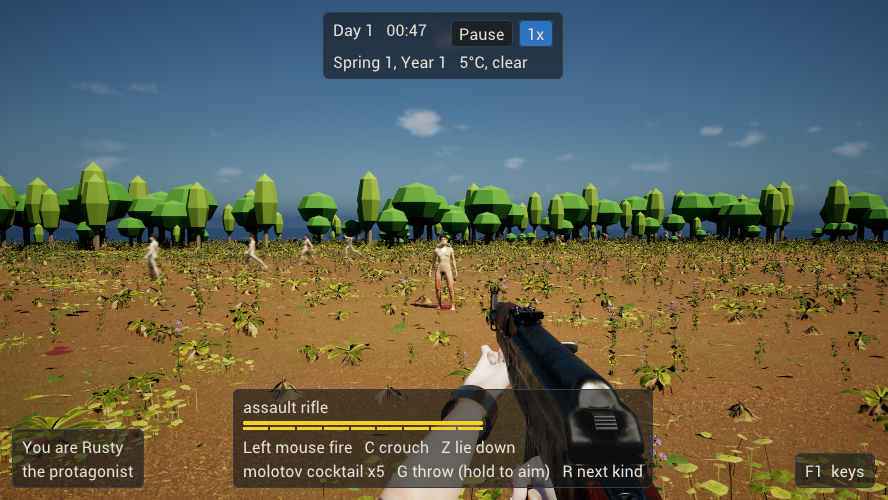 Day 1 00:47 Pause 1x
Spring 1, Year 1 5°C, clear
assault rifle
Left mouse fire C crouch Z lie down
molotov cocktail x5 G throw (hold to aim) R next kind
You are Rusty
the protagonist
F1 keys